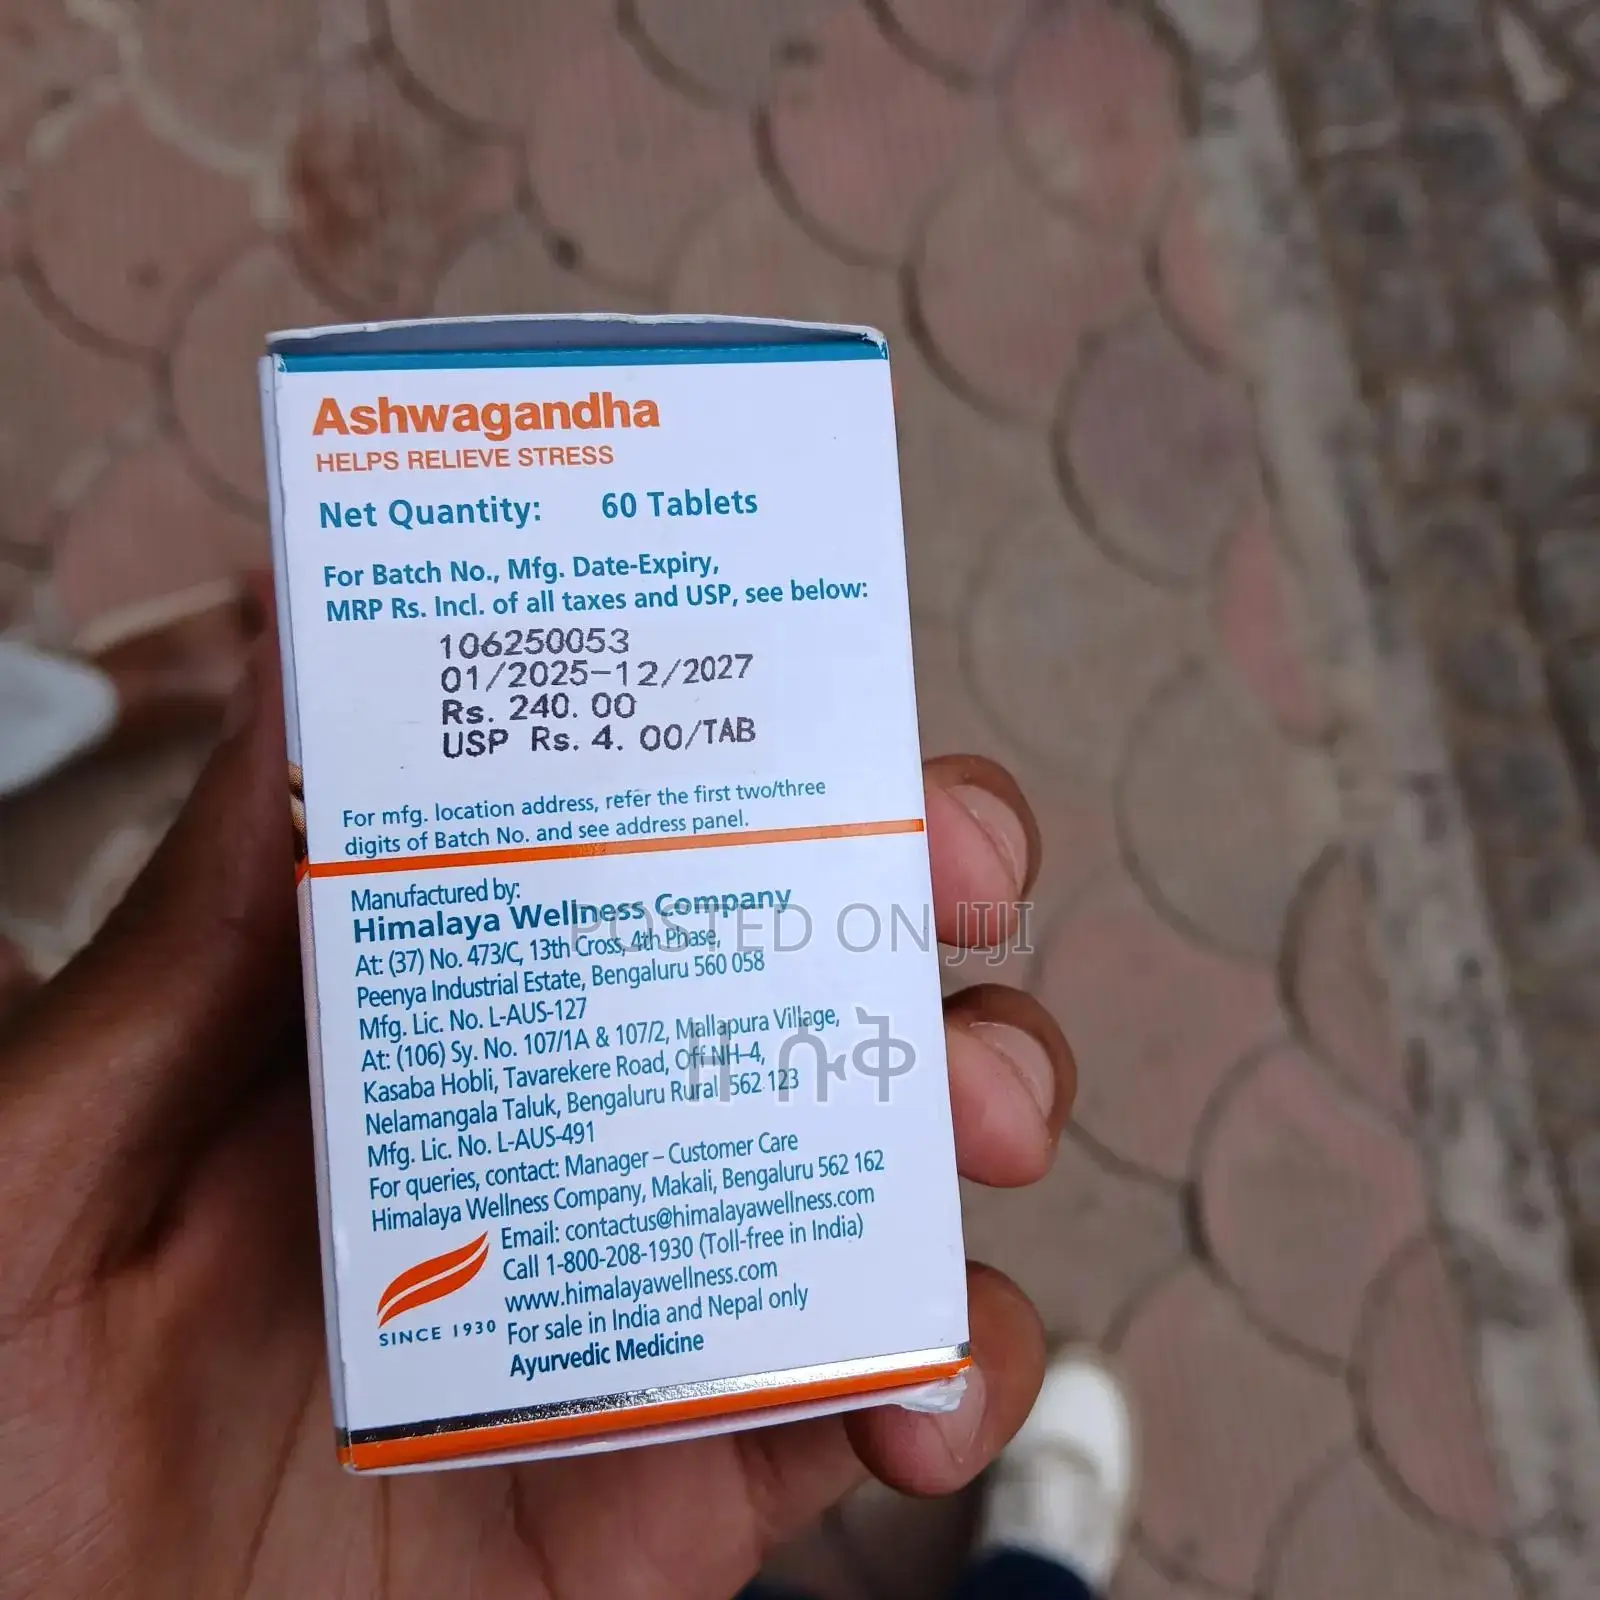 Ashwagandha
HELPS RELIEVE STRESS
Net Quantity: 60 Tablets
For Batch No., Mfg. Date-Expiry,
MRP Rs. Incl. of all taxes and USP, see below:
106250053
01/2025-12/2027
Rs. 240.00
USP Rs. 4.00/TAB
For mfg. location address, refer the first two/three
digits of Batch No. and see address panel.
Manufactured by:
Himalaya Wellness Company
At: (37) No. 473/C, 13th Cross, 4th Phase,
Peenya Industrial Estate, Bengaluru 560 058
Mfg. Lic. No. L-AUS-127
At: (106) Sy. No. 107/1A & 107/2, Mallapura Village,
Kasaba Hobli, Tavarekere Road, Off NH-4,
Nelamangala Taluk, Bengaluru Rural 562 123
Mfg. Lic. No. L-AUS-491
For queries, contact: Manager – Customer Care
Himalaya Wellness Company, Makali, Bengaluru 562 162
Email: contactus@himalayawellness.com
Call 1-800-208-1930 (Toll-free in India)
www.himalayawellness.com
For sale in India and Nepal only
Ayurvedic Medicine
SINCE 1930
POSTED ON JIJI
ዘ ሱቅ